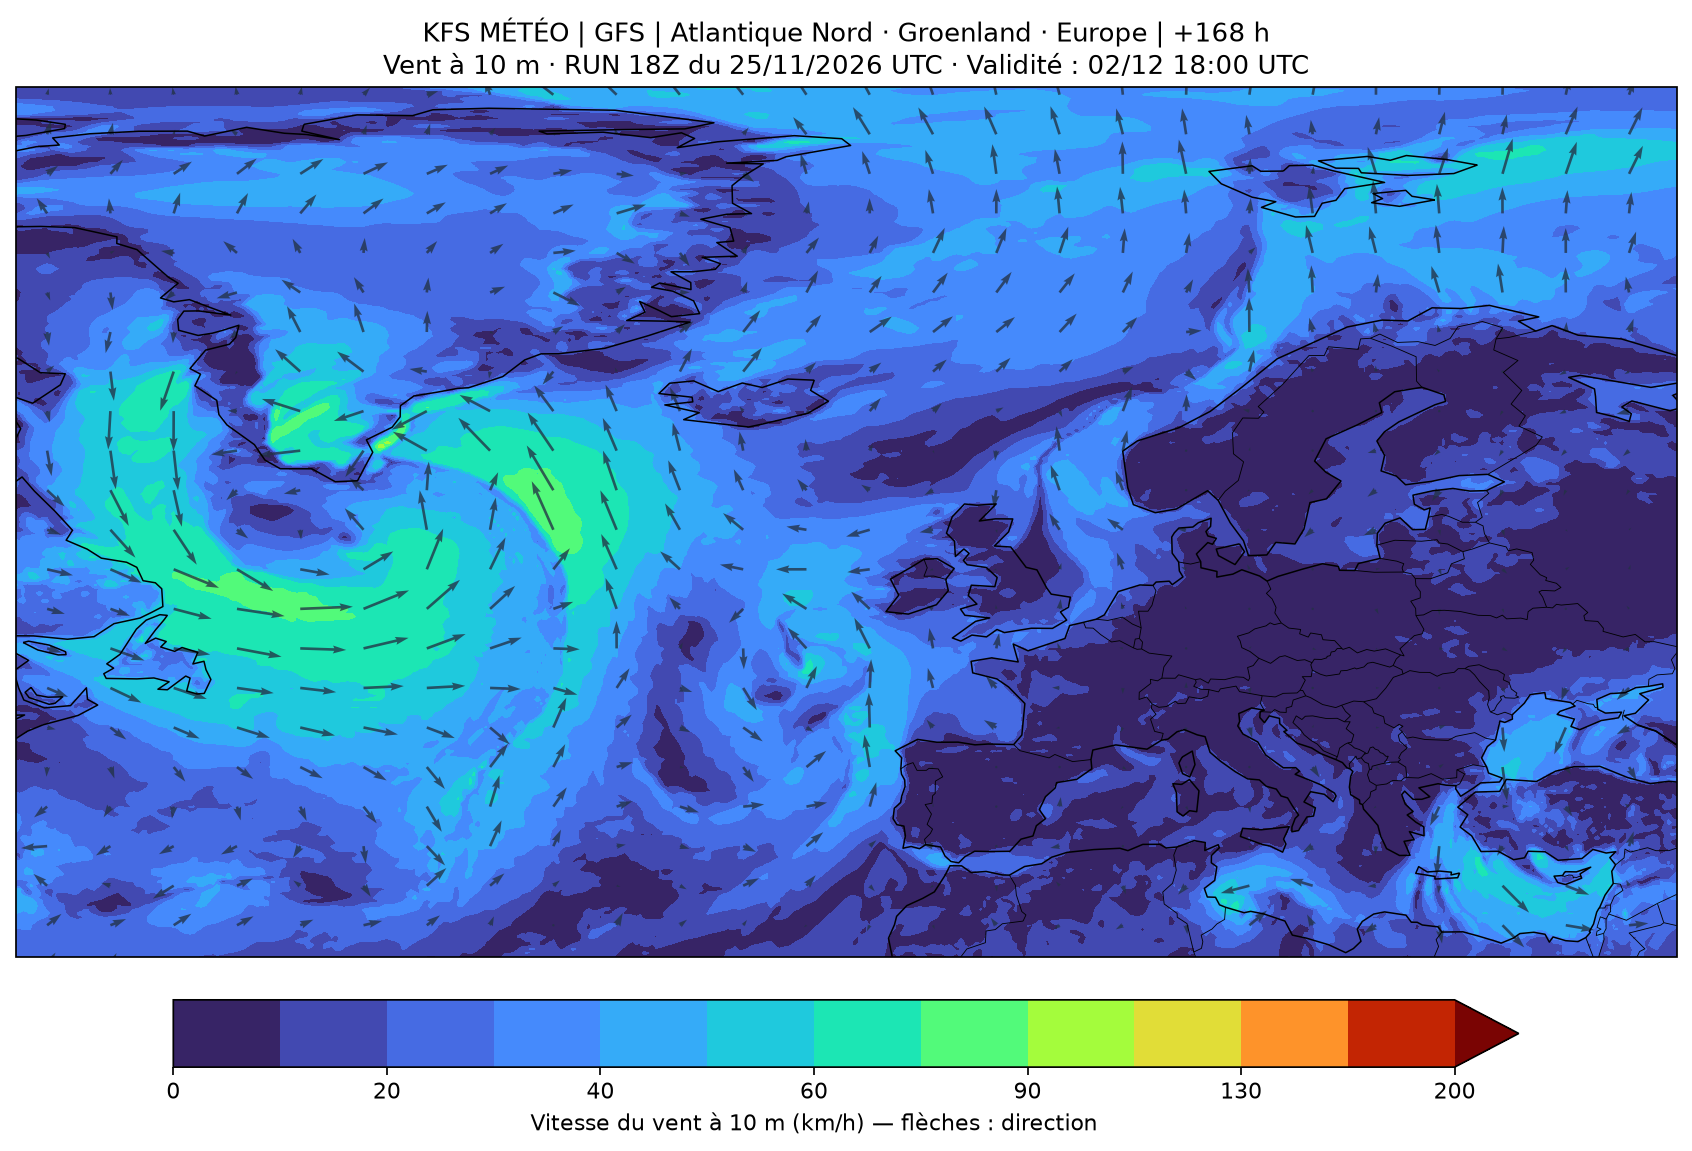 KFS MÉTÉO | GFS | Atlantique Nord · Groenland · Europe | +168 h
Vent à 10 m · RUN 18Z du 25/11/2026 UTC · Validité : 02/12 18:00 UTC
0 20 40 60 90 130 200
Vitesse du vent à 10 m (km/h) — flèches : direction